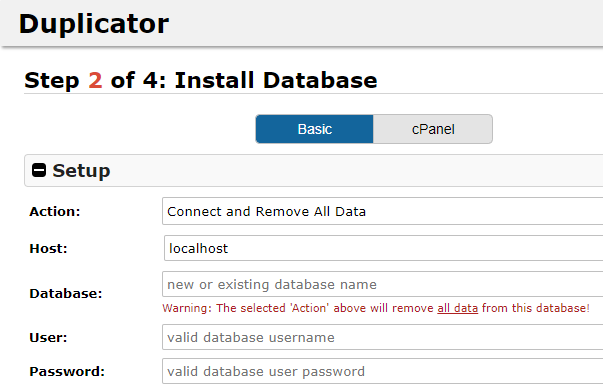 Duplicator
Step 2 of 4: Install Database
Basic cPanel
Setup
Action: Connect and Remove All Data
Host: localhost
Database: new or existing database name
Warning: The selected 'Action' above will remove all data from this database!
User: valid database username
Password: valid database user password